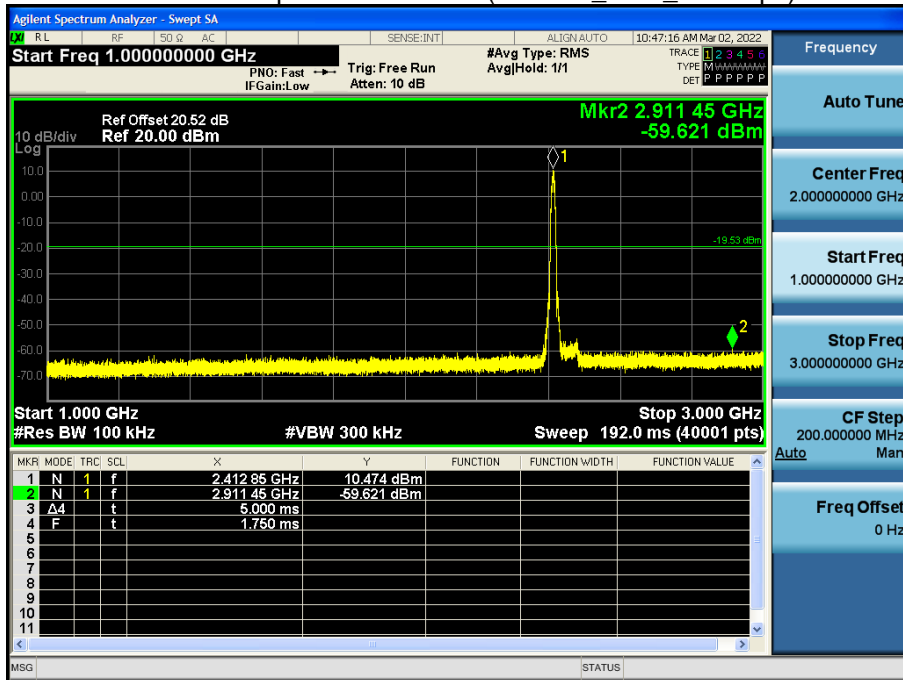 Agilent Spectrum Analyzer - Swept SA
LXI RL RF 50 Ω AC SENSE:INT ALIGN AUTO 10:47:16 AM Mar 02, 2022
Start Freq 1.000000000 GHz
PNO: Fast
IFGain:Low
Trig: Free Run
Atten: 10 dB
#Avg Type: RMS
Avg|Hold: 1/1
TRACE 1 2 3 4 5 6
TYPE M W W W W W
DET P P P P P P
Mkr2 2.911 45 GHz
-59.621 dBm
Ref Offset 20.52 dB
10 dB/div Ref 20.00 dBm
Log
10.0
0.00
-10.0
-20.0
-30.0
-40.0
-50.0
-60.0
-70.0
1
-19.53 dBm
2
Start 1.000 GHz Stop 3.000 GHz
#Res BW 100 kHz #VBW 300 kHz Sweep 192.0 ms (40001 pts)
MKR MODE TRC SCL X Y FUNCTION FUNCTION WIDTH FUNCTION VALUE
1 N 1 f 2.412 85 GHz 10.474 dBm
2 N 1 f 2.911 45 GHz -59.621 dBm
3 Δ4 t 5.000 ms
4 F t 1.750 ms
5
6
7
8
9
10
11
MSG STATUS
Frequency
Auto Tune
Center Freq
2.000000000 GHz
Start Freq
1.000000000 GHz
Stop Freq
3.000000000 GHz
CF Step
200.000000 MHz
Auto Man
Freq Offset
0 Hz